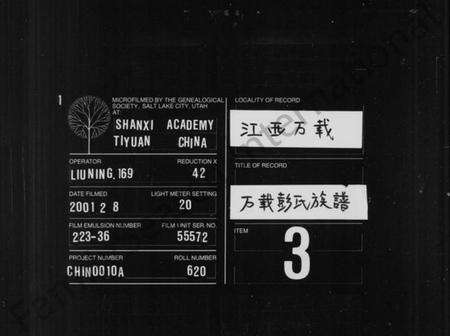 1
MICROFILMED BY THE GENEALOGICAL
SOCIETY, SALT LAKE CITY, UTAH
AT:
SHANXI ACADEMY
TIYUAN CHINA
OPERATOR
REDUCTION X
LIUNING, 169
42
DATE FILMED
LIGHT METER SETTING
2001 2 8
20
FILM EMULSION NUMBER
FILM UNIT SER. NO.
223-36
55572
PROJECT NUMBER
ROLL NUMBER
CHIN0010A
620
LOCALITY OF RECORD
江西万载
TITLE OF RECORD
万载彭氏族譜
ITEM
3